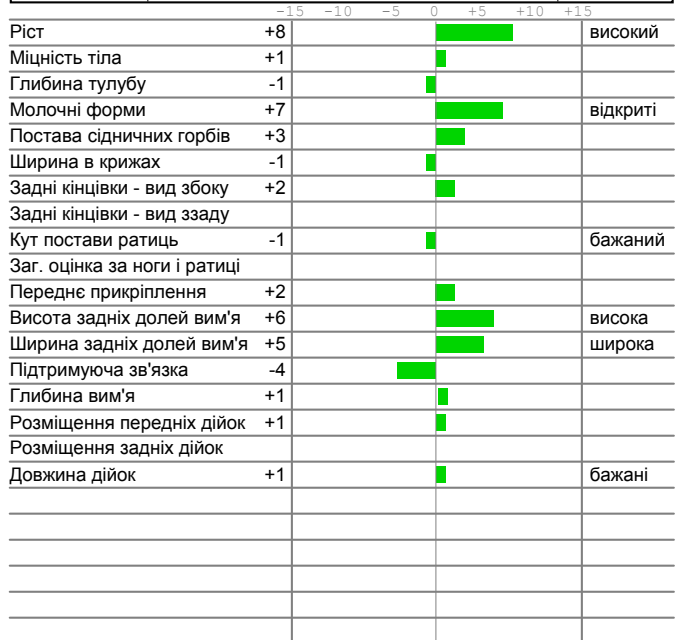 -15 -10 -5 0 +5 +10 +15
Ріст +8 високий
Міцність тіла +1
Глибина тулубу -1
Молочні форми +7 відкриті
Постава сідничних горбів +3
Ширина в крижах -1
Задні кінцівки - вид збоку +2
Задні кінцівки - вид ззаду
Кут постави ратиць -1 бажаний
Заг. оцінка за ноги і ратиці
Переднє прикріплення +2
Висота задніх долей вим'я +6 висока
Ширина задніх долей вим'я +5 широка
Підтримуюча зв'язка -4
Глибина вим'я +1
Розміщення передніх дійок +1
Розміщення задніх дійок
Довжина дійок +1 бажані